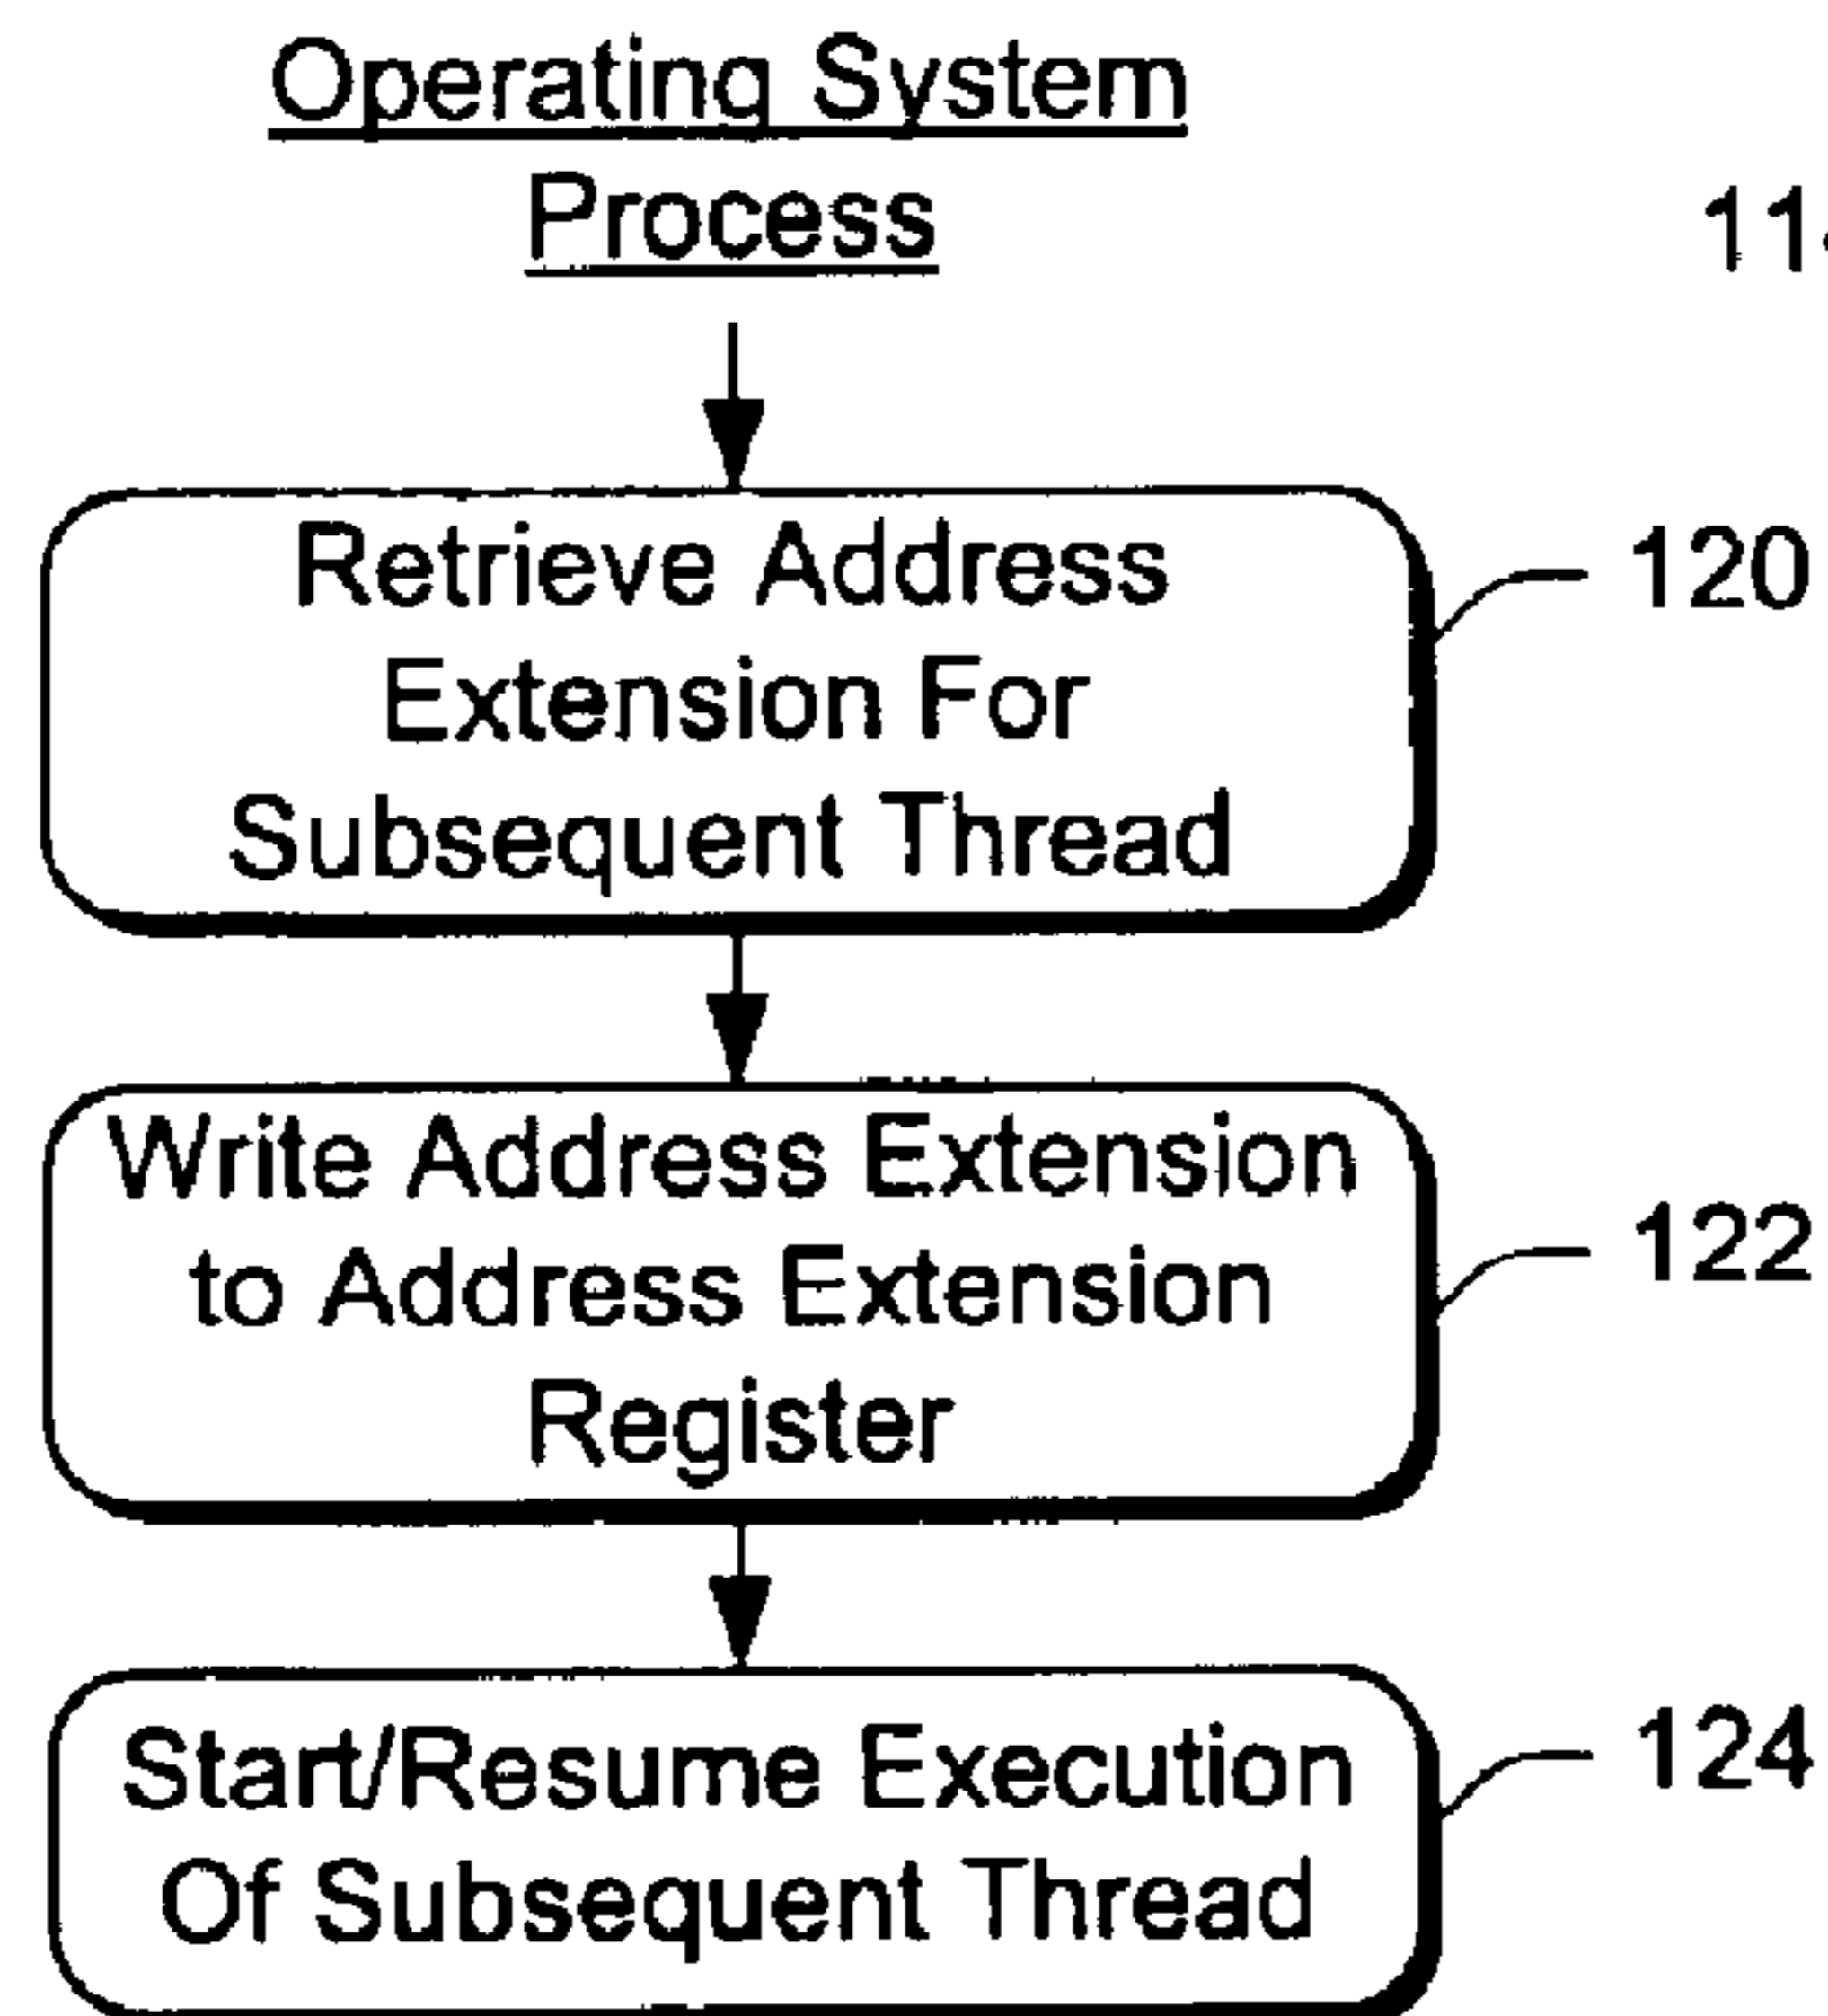 Operating System
Process
Retrieve Address
Extension For
Subsequent Thread
120
Write Address Extension
to Address Extension
Register
122
Start/Resume Execution
Of Subsequent Thread
124